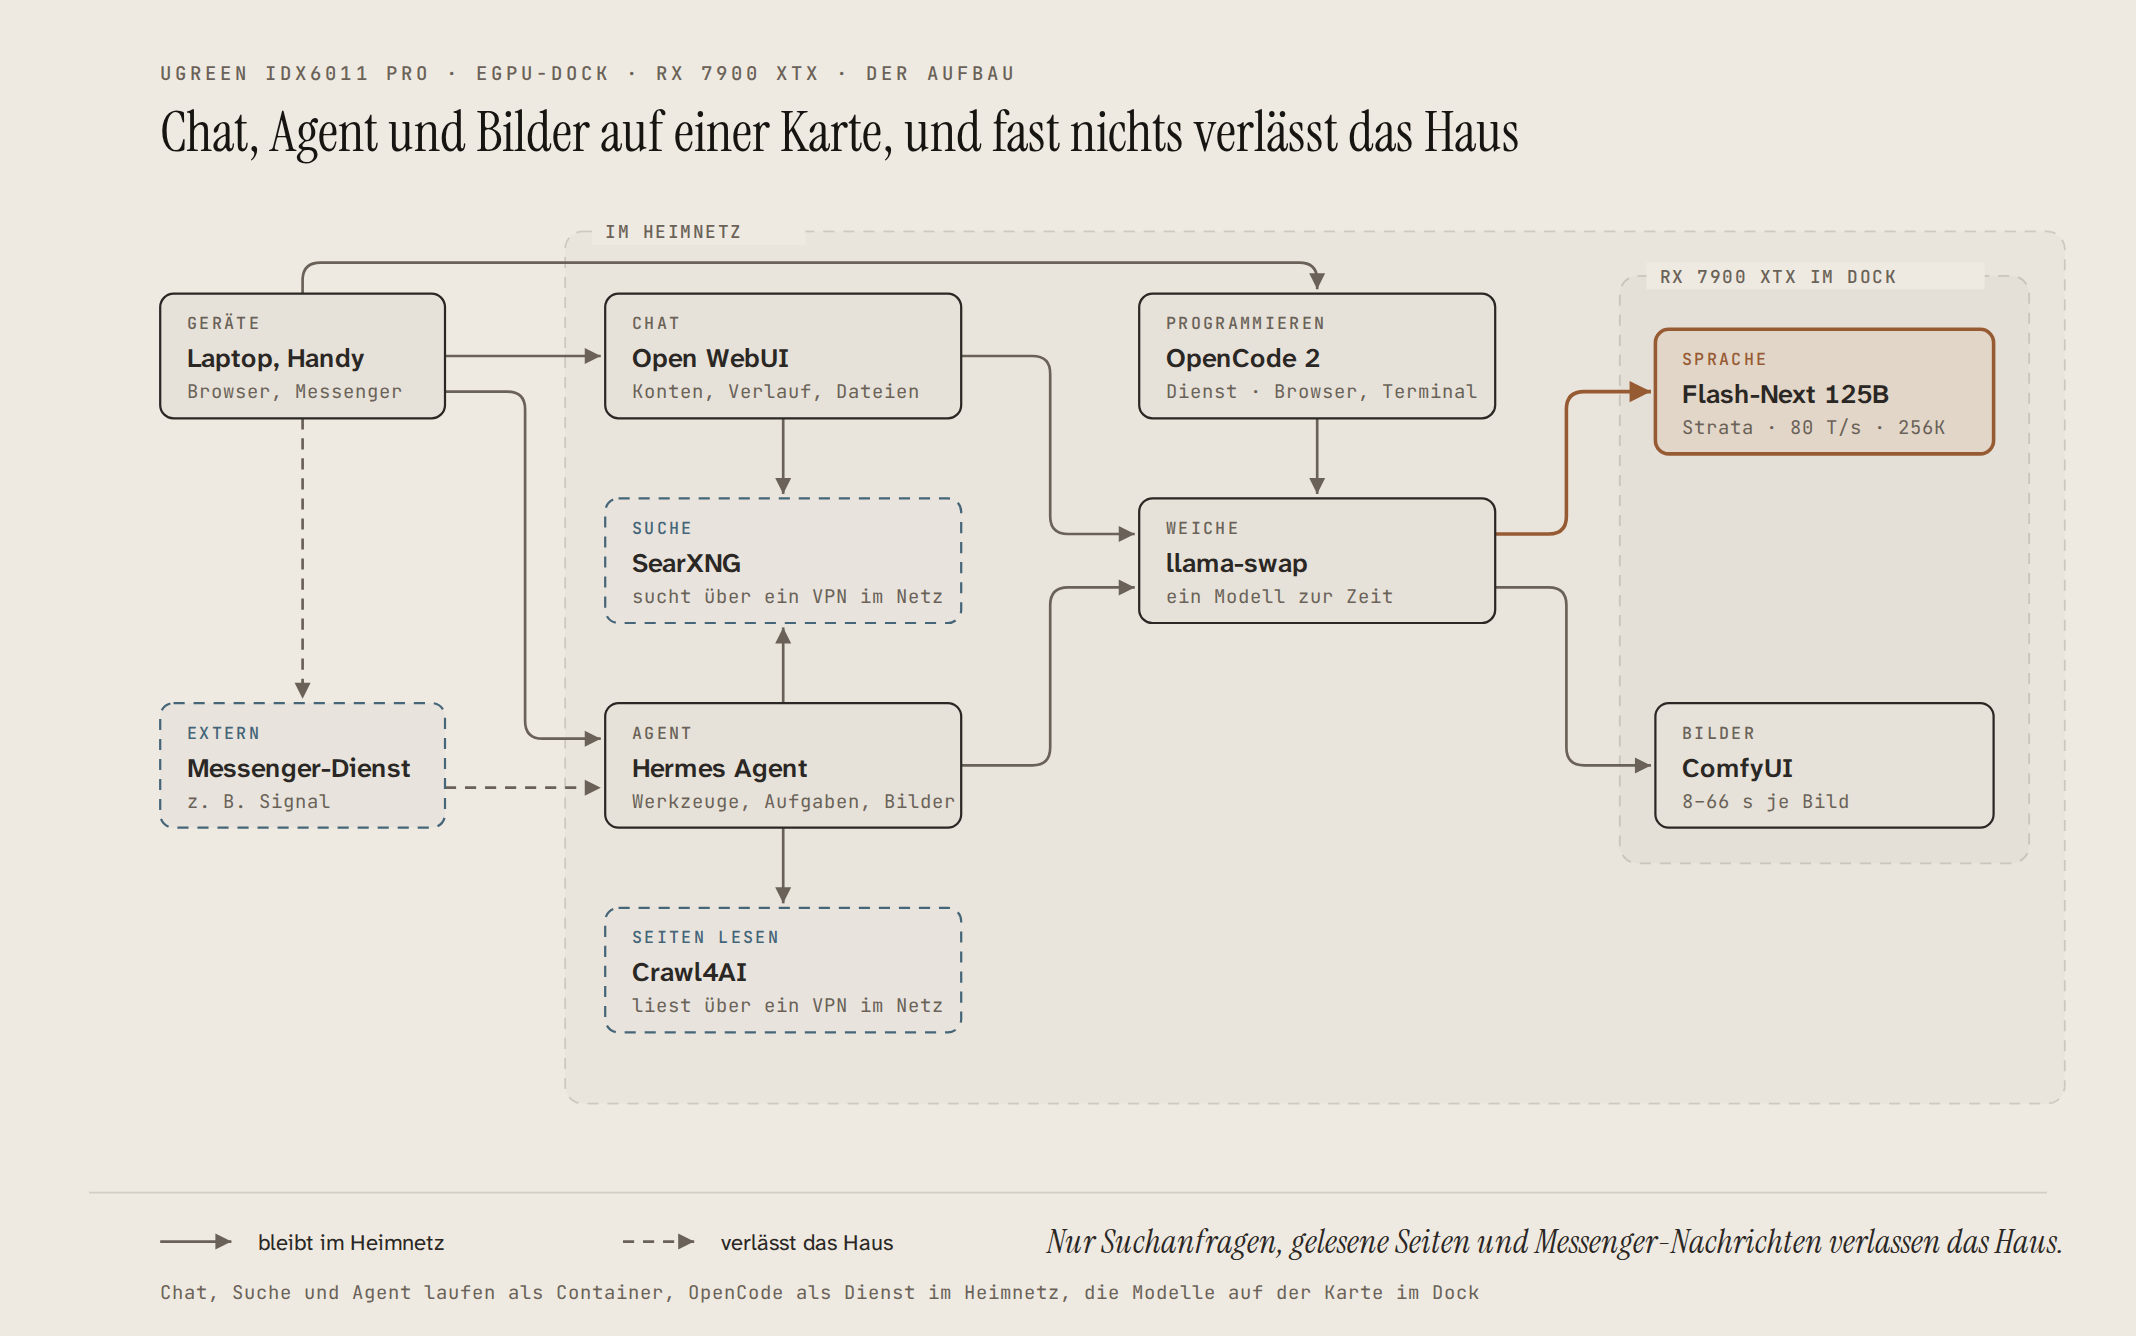 UGREEN IDX6011 PRO · EGPU-DOCK · RX 7900 XTX · DER AUFBAU
Chat, Agent und Bilder auf einer Karte, und fast nichts verlässt das Haus
IM HEIMNETZ
RX 7900 XTX IM DOCK
GERÄTE
Laptop, Handy
Browser, Messenger
CHAT
Open WebUI
Konten, Verlauf, Dateien
PROGRAMMIEREN
OpenCode 2
Dienst · Browser, Terminal
SPRACHE
Flash-Next 125B
Strata · 80 T/s · 256K
SUCHE
SearXNG
sucht über ein VPN im Netz
WEICHE
llama-swap
ein Modell zur Zeit
EXTERN
Messenger-Dienst
z. B. Signal
AGENT
Hermes Agent
Werkzeuge, Aufgaben, Bilder
BILDER
ComfyUI
8–66 s je Bild
SEITEN LESEN
Crawl4AI
liest über ein VPN im Netz
bleibt im Heimnetz
verlässt das Haus
Nur Suchanfragen, gelesene Seiten und Messenger-Nachrichten verlassen das Haus.
Chat, Suche und Agent laufen als Container, OpenCode als Dienst im Heimnetz, die Modelle auf der Karte im Dock